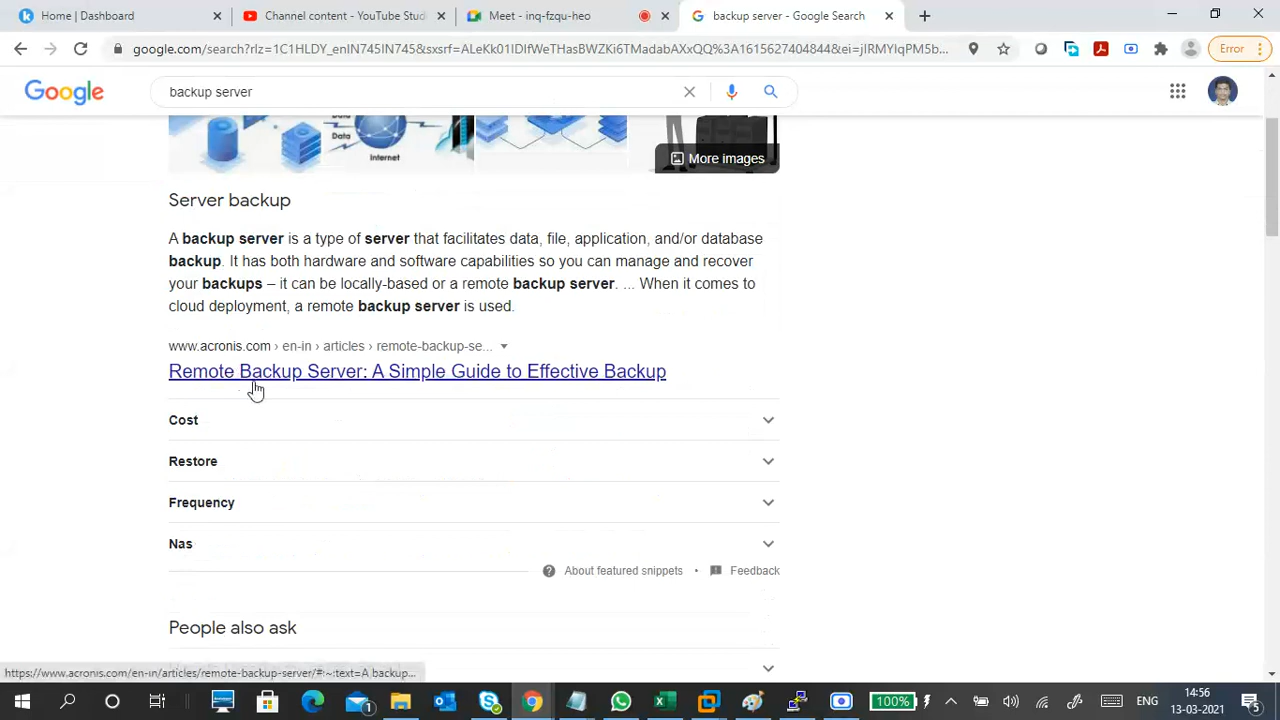 Home | Dashboard
Channel content - YouTube Stud
Meet - inq-fzqu-heo
backup server - Google Search
google.com/search?rlz=1C1HLDY_enIN745IN745&sxsrf=ALeKk01IDIfWeTHasBWZKi6TMadabAXxQQ%3A1615627404844&ei=jIRMYIqPM5b...
Error
Google
backup server
Data
Data
Internet
More images
Server backup
A backup server is a type of server that facilitates data, file, application, and/or database
backup. It has both hardware and software capabilities so you can manage and recover
your backups – it can be locally-based or a remote backup server. ... When it comes to
cloud deployment, a remote backup server is used.
www.acronis.com › en-in › articles › remote-backup-se...
Remote Backup Server: A Simple Guide to Effective Backup
Cost
Restore
Frequency
Nas
About featured snippets • Feedback
People also ask
https://www.acronis.com/en-in/articles/remote-backup-server/#:~:text=A backup...
100%
ENG
14:56
13-03-2021